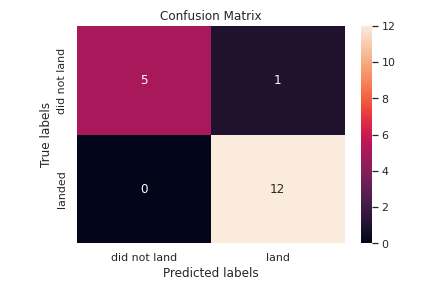 Confusion Matrix
True labels
did not land
landed
5
1
0
12
did not land
land
Predicted labels
12
10
8
6
4
2
0